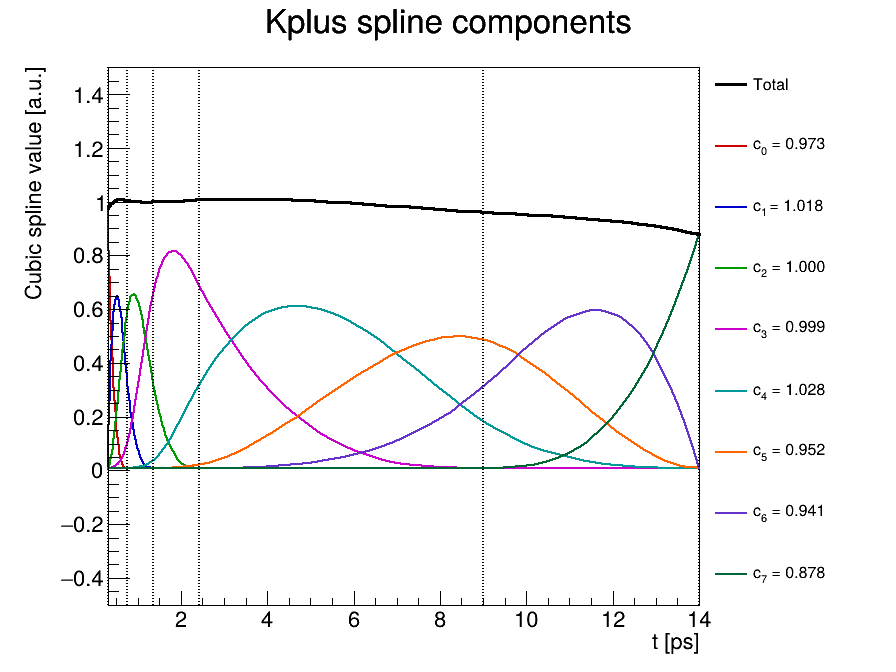 Kplus spline components
Cubic spline value [a.u.]
1.4
1.2
1
0.8
0.6
0.4
0.2
0
−0.2
−0.4
2 4 6 8 10 12 14
t [ps]
Total
c0 = 0.973
c1 = 1.018
c2 = 1.000
c3 = 0.999
c4 = 1.028
c5 = 0.952
c6 = 0.941
c7 = 0.878